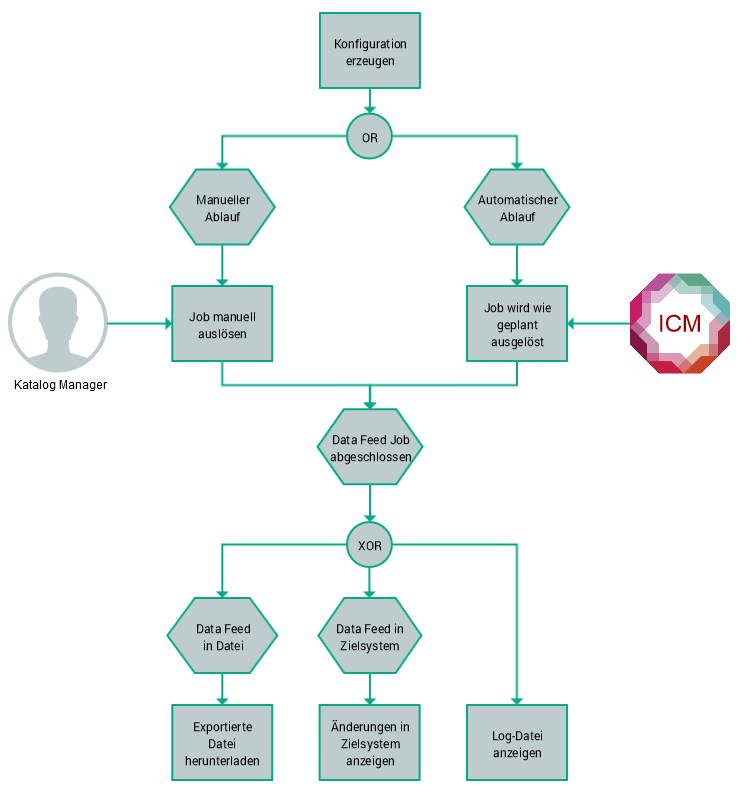 Konfiguration
erzeugen
OR
Manueller
Ablauf
Automatischer
Ablauf
Job manuell
auslösen
Job wird wie
geplant
ausgelöst
ICM
Katalog Manager
Data Feed Job
abgeschlossen
XOR
Data Feed
in Datei
Data Feed in
Zielsystem
Exportierte
Datei
herunterladen
Änderungen in
Zielsystem
anzeigen
Log-Datei
anzeigen